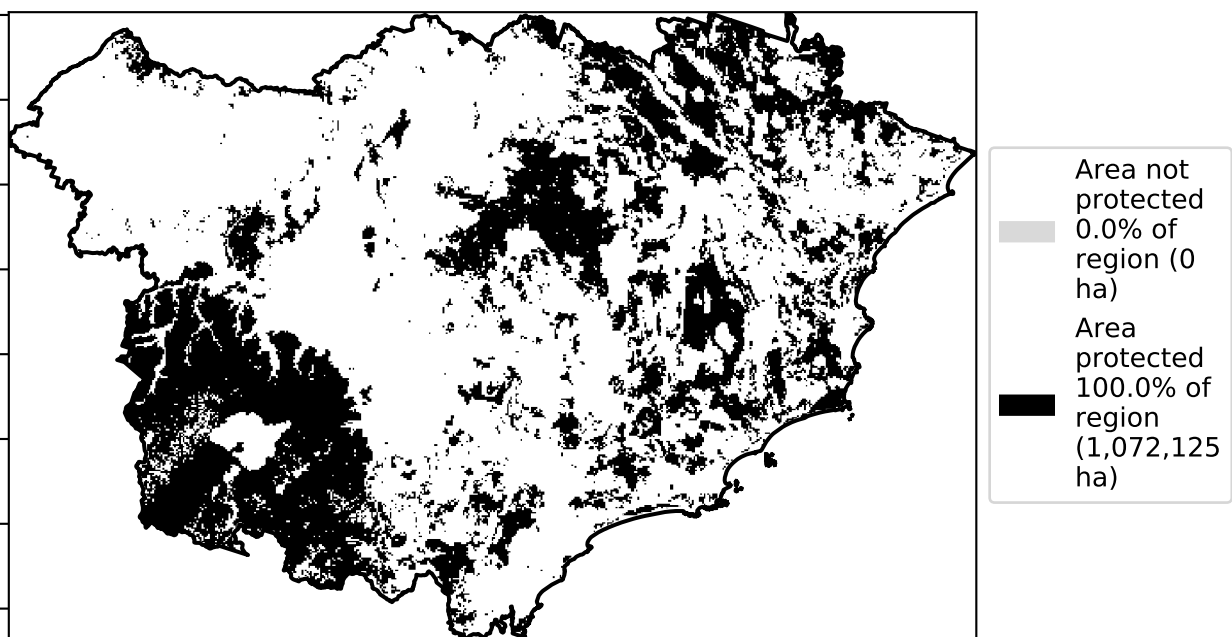 Area not
protected
0.0% of
region (0
ha)
Area
protected
100.0% of
region
(1,072,125
ha)